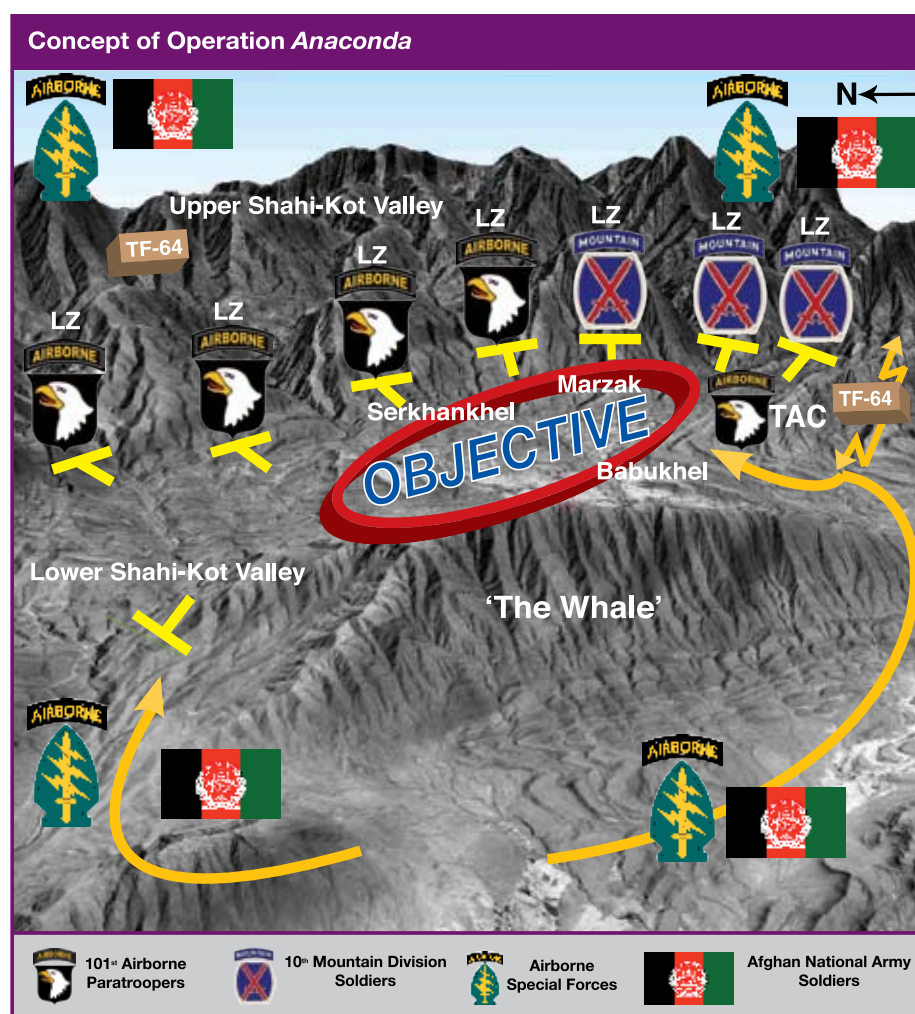 Concept of Operation Anaconda
AIRBORNE
AIRBORNE
N
Upper Shahi-Kot Valley
LZ
LZ
LZ
LZ
AIRBORNE
MOUNTAIN
MOUNTAIN
MOUNTAIN
TF-64
LZ
AIRBORNE
LZ
LZ
AIRBORNE
AIRBORNE
Marzak
AIRBORNE
TAC
TF-64
Serkhankhel
OBJECTIVE
Babukhel
Lower Shahi-Kot Valley
‘The Whale’
AIRBORNE
AIRBORNE
101st Airborne
Paratroopers
10th Mountain Division
Soldiers
Airborne
Special Forces
Afghan National Army
Soldiers